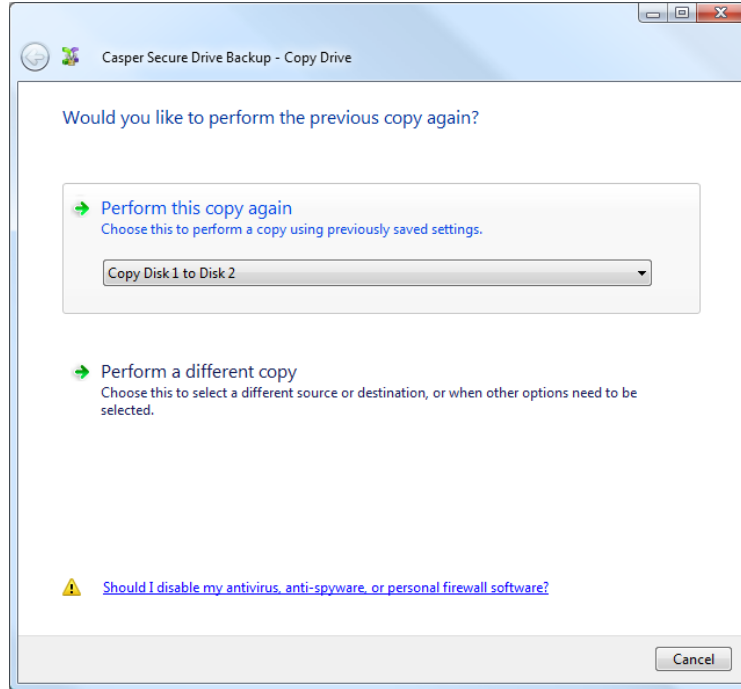 Casper Secure Drive Backup - Copy Drive
Would you like to perform the previous copy again?
Perform this copy again
Choose this to perform a copy using previously saved settings.
Copy Disk 1 to Disk 2
Perform a different copy
Choose this to select a different source or destination, or when other options need to be
selected.
Should I disable my antivirus, anti-spyware, or personal firewall software?
Cancel